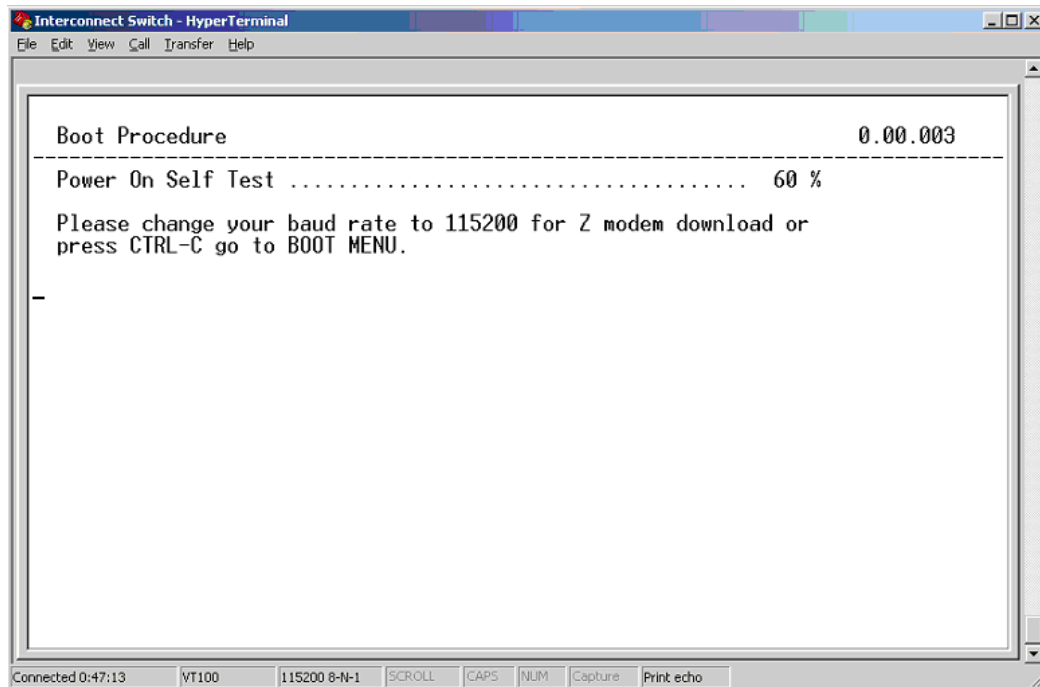 Interconnect Switch - HyperTerminal
File Edit View Call Transfer Help
Boot Procedure 0.00.003
--------------------------------------------------------------------------------
Power On Self Test ...................................... 60 %
Please change your baud rate to 115200 for Z modem download or
press CTRL-C go to BOOT MENU.
Connected 0:47:13 VT100 115200 8-N-1 SCROLL CAPS NUM Capture Print echo